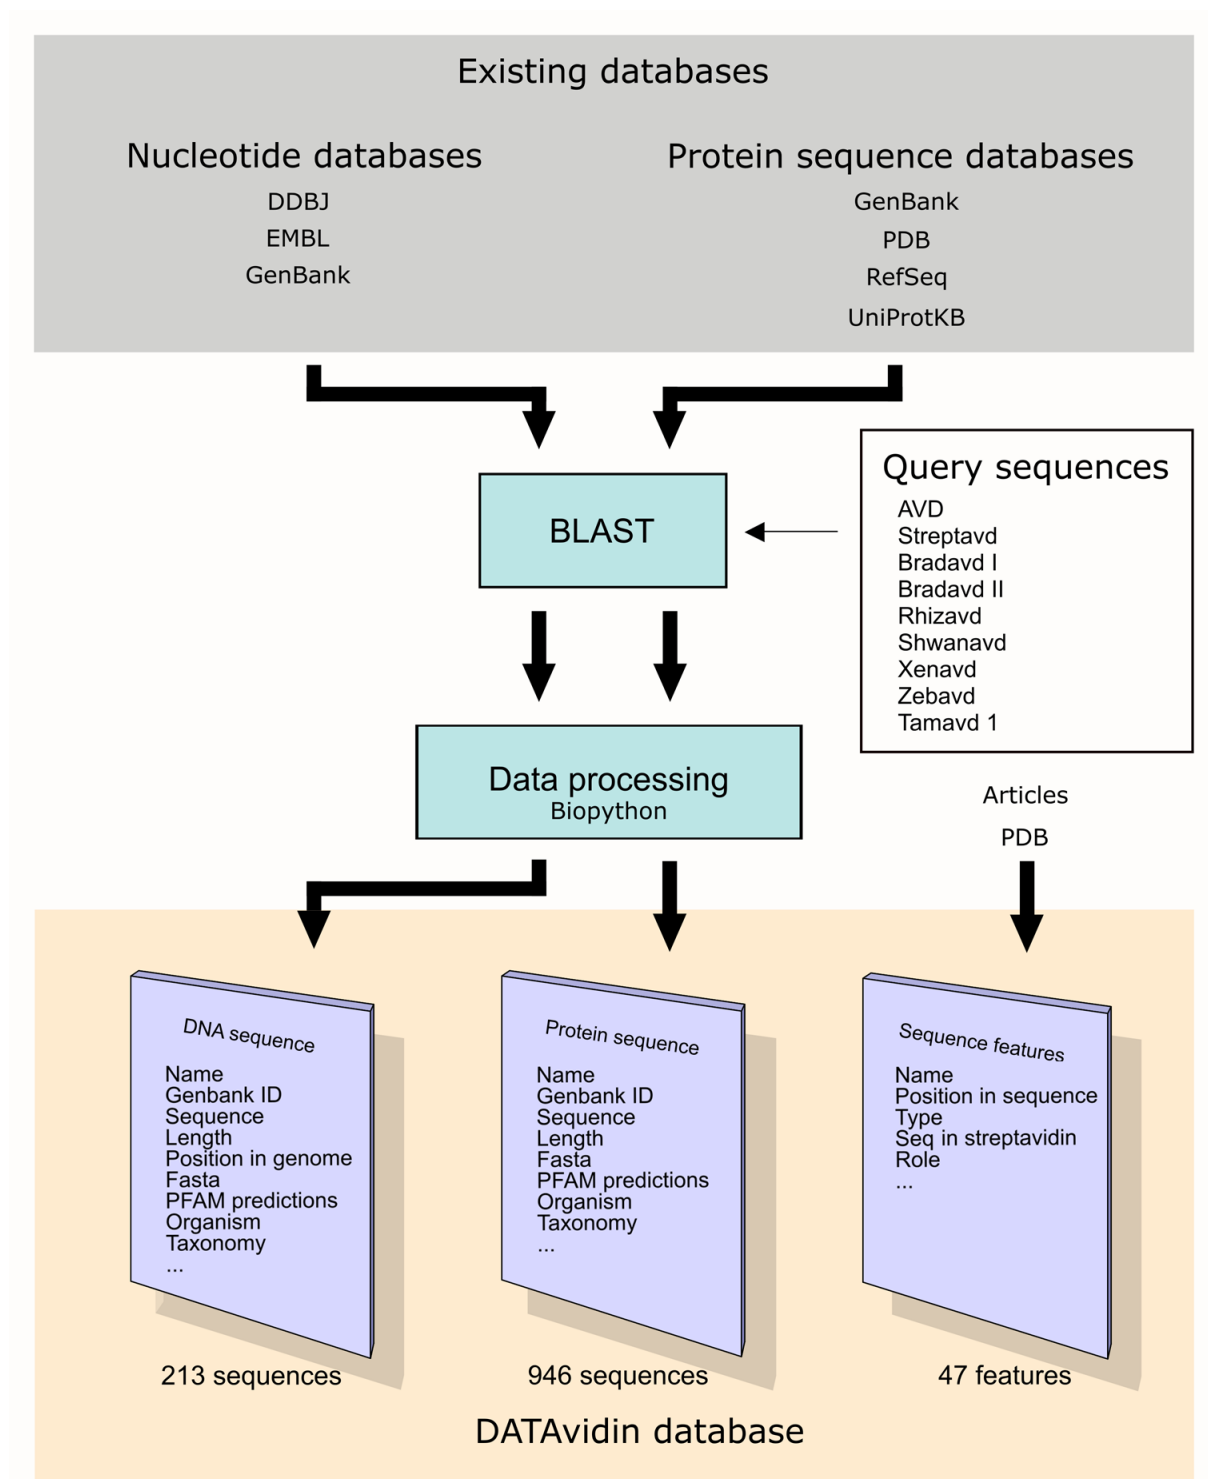 Existing databases
Nucleotide databases
DDBJ
EMBL
GenBank
Protein sequence databases
GenBank
PDB
RefSeq
UniProtKB
BLAST
Query sequences
AVD
Streptavd
Bradavd I
Bradavd II
Rhizavd
Shwanavd
Xenavd
Zebavd
Tamavd 1
Data processing
Biopython
Articles
PDB
DNA sequence
Name
Genbank ID
Sequence
Length
Position in genome
Fasta
PFAM predictions
Organism
Taxonomy
...
213 sequences
Protein sequence
Name
Genbank ID
Sequence
Length
Fasta
PFAM predictions
Organism
Taxonomy
...
946 sequences
Sequence features
Name
Position in sequence
Type
Seq in streptavidin
Role
...
47 features
DATAvidin database